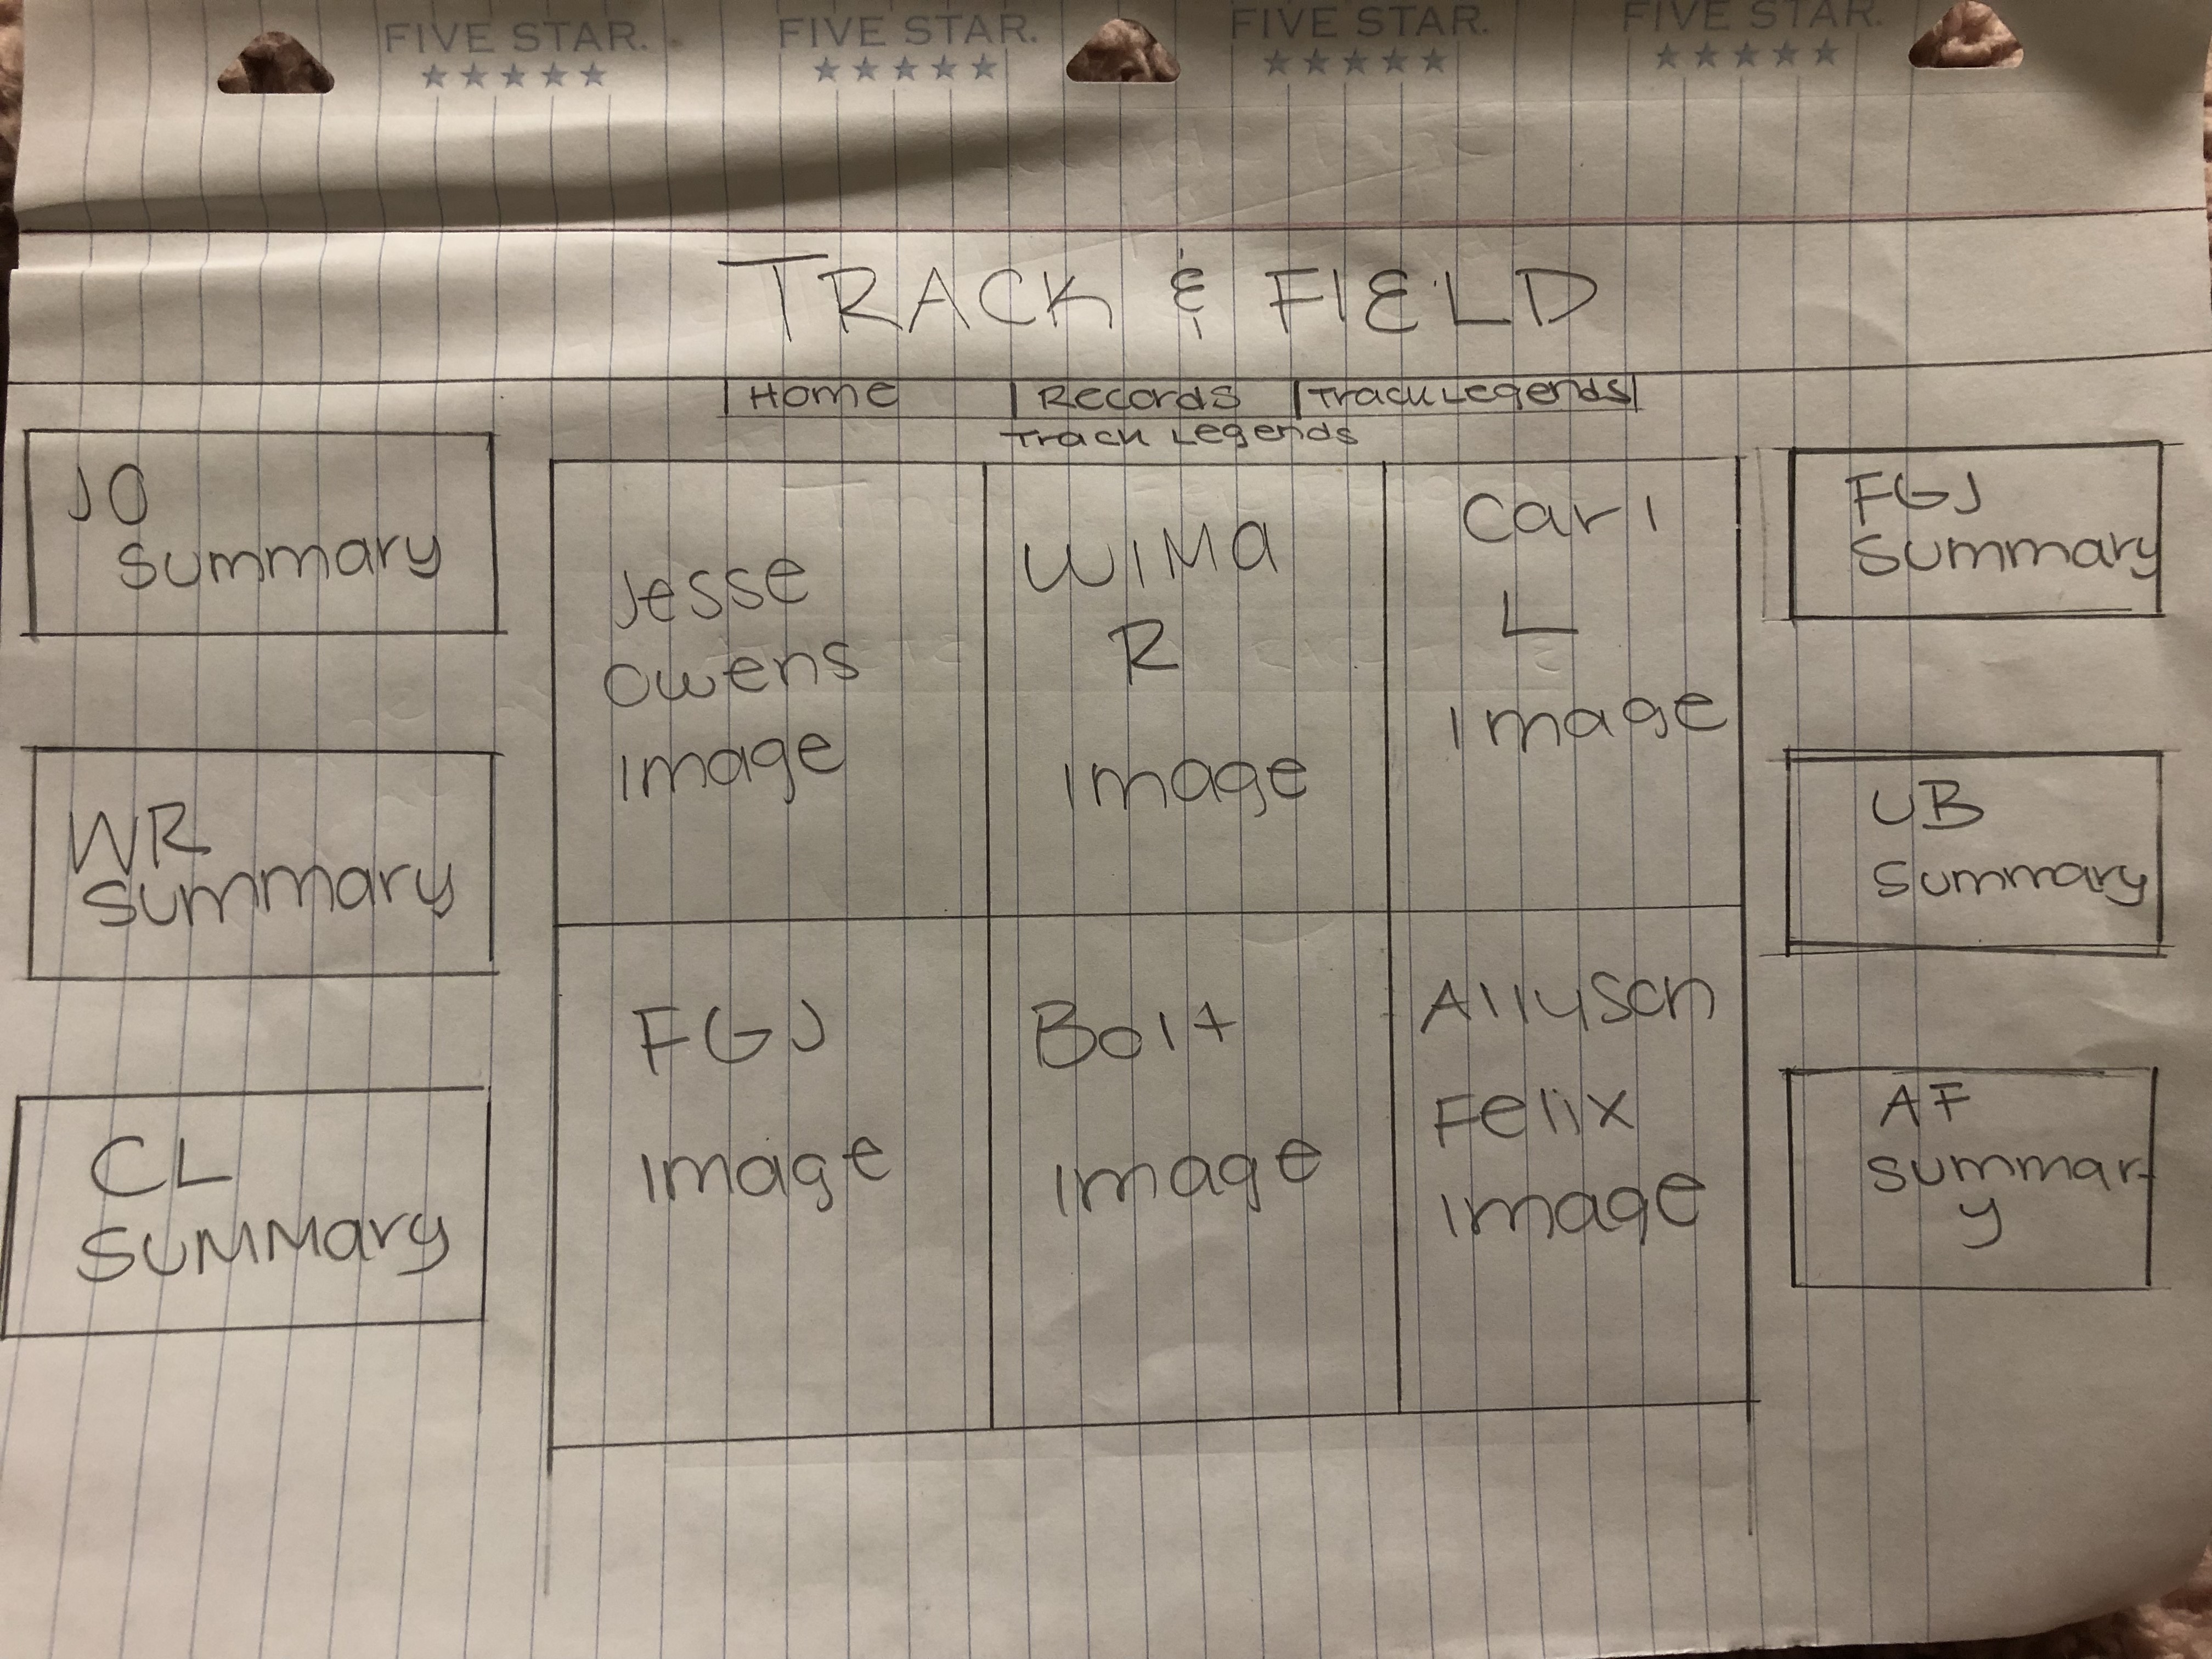 FIVE STAR. FIVE STAR. FIVE STAR. FIVE STAR.
TRACK & FIELD
Home | Records | Track Legends
Track Legends
JO
Summary
WR
Summary
CL
Summary
Jesse
Owens
Image
Wilma
R
Image
Carl
L
Image
FGJ
Image
Bolt
Image
Allyson
Felix
Image
FGJ
Summary
UB
Summary
AF
Summar-
y